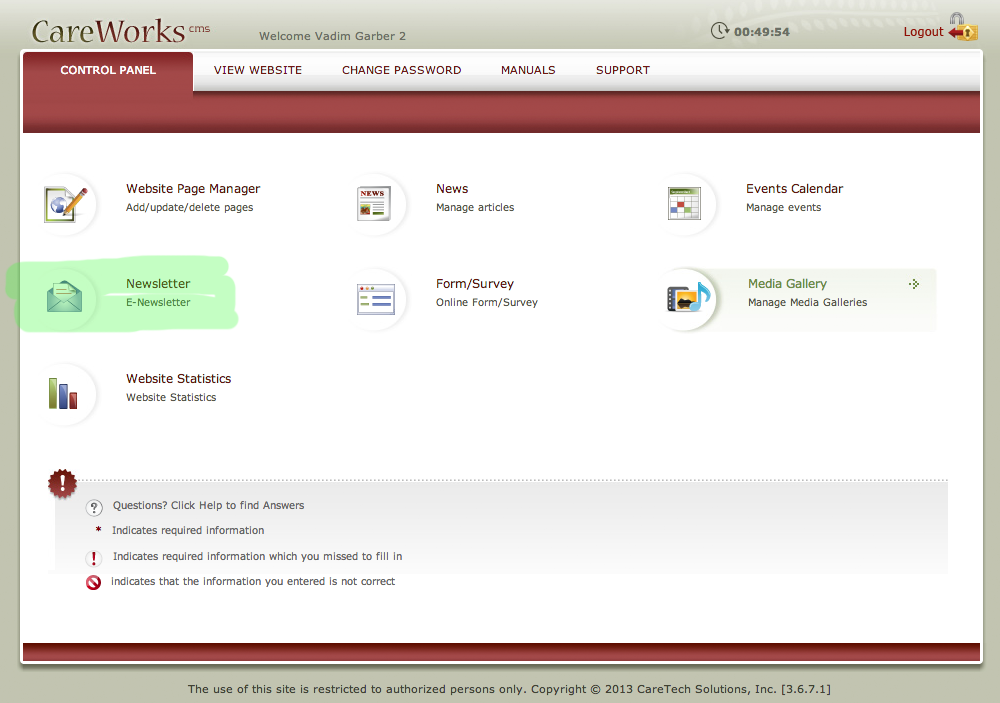 CareWorks cms
Welcome Vadim Garber 2
00:49:54
Logout
CONTROL PANEL
VIEW WEBSITE
CHANGE PASSWORD
MANUALS
SUPPORT
Website Page Manager
Add/update/delete pages
NEWS
News
Manage articles
Events Calendar
Manage events
Newsletter
E-Newsletter
Form/Survey
Online Form/Survey
Media Gallery
Manage Media Galleries
Website Statistics
Website Statistics
!
? Questions? Click Help to find Answers
* Indicates required information
! Indicates required information which you missed to fill in
indicates that the information you entered is not correct
The use of this site is restricted to authorized persons only. Copyright © 2013 CareTech Solutions, Inc. [3.6.7.1]